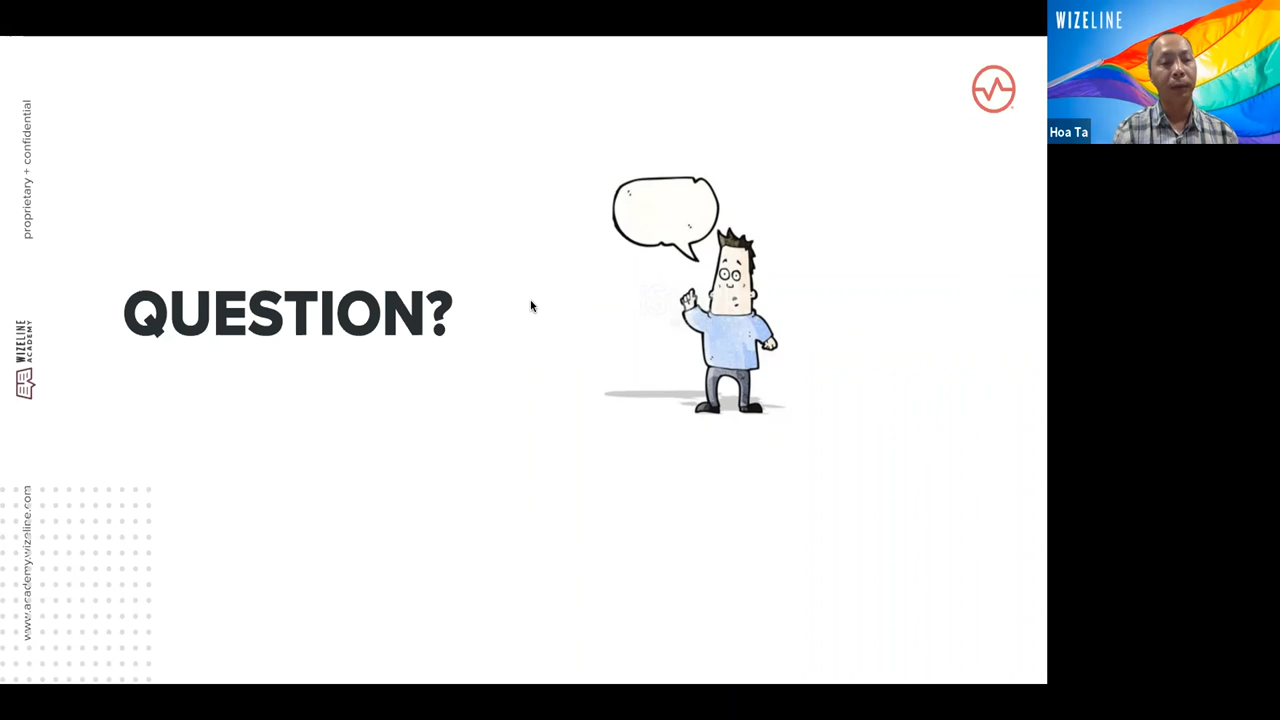 proprietary + confidential
WIZELINE
ACADEMY
www.academy.wizeline.com
QUESTION?
WIZELINE
Hoa Ta